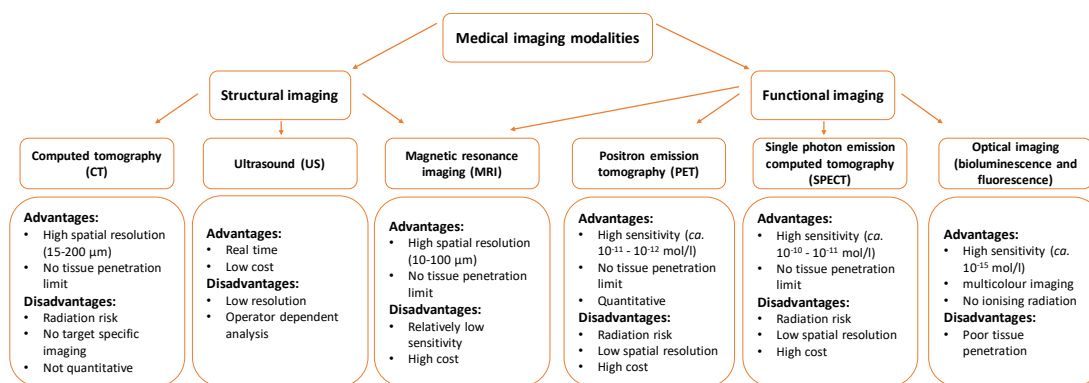 Medical imaging modalities
Structural imaging
Functional imaging
Computed tomography
(CT)
Ultrasound (US)
Magnetic resonance
imaging (MRI)
Positron emission
tomography (PET)
Single photon emission
computed tomography
(SPECT)
Optical imaging
(bioluminescence and
fluorescence)
Advantages:
• High spatial resolution
(15-200 µm)
• No tissue penetration
limit
Disadvantages:
• Radiation risk
• No target specific
imaging
• Not quantitative
Advantages:
• Real time
• Low cost
Disadvantages:
• Low resolution
• Operator dependent
analysis
Advantages:
• High spatial resolution
(10-100 µm)
• No tissue penetration
limit
Disadvantages:
• Relatively low
sensitivity
• High cost
Advantages:
• High sensitivity (ca.
10⁻¹¹ - 10⁻¹² mol/l)
• No tissue penetration
limit
• Quantitative
Disadvantages:
• Radiation risk
• Low spatial resolution
• High cost
Advantages:
• High sensitivity (ca.
10⁻¹⁰ - 10⁻¹¹ mol/l)
• No tissue penetration
limit
Disadvantages:
• Radiation risk
• Low spatial resolution
• High cost
Advantages:
• High sensitivity (ca.
10⁻¹⁵ mol/l)
• multicolour imaging
• No ionising radiation
Disadvantages:
• Poor tissue
penetration